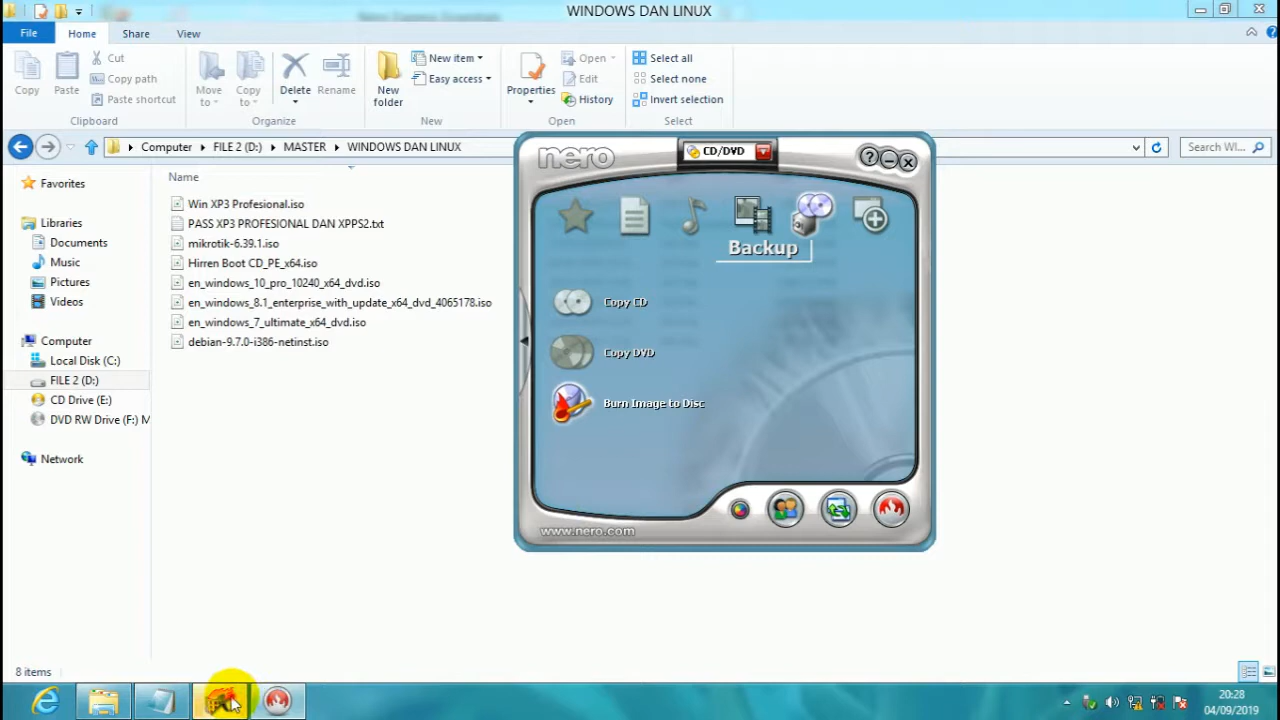 WINDOWS DAN LINUX
File Home Share View
Copy
Paste
Cut
Copy path
Paste shortcut
Clipboard
Move to
Copy to
Delete
Rename
Organize
New folder
New item
Easy access
New
Properties
Open
Edit
History
Open
Select all
Select none
Invert selection
Select
Computer FILE 2 (D:) MASTER WINDOWS DAN LINUX
Search WI...
Favorites
Libraries
Documents
Music
Pictures
Videos
Computer
Local Disk (C:)
FILE 2 (D:)
CD Drive (E:)
DVD RW Drive (F:) M
Network
Name
Win XP3 Profesional.iso
PASS XP3 PROFESIONAL DAN XPPS2.txt
mikrotik-6.39.1.iso
Hirren Boot CD_PE_x64.iso
en_windows_10_pro_10240_x64_dvd.iso
en_windows_8.1_enterprise_with_update_x64_dvd_4065178.iso
en_windows_7_ultimate_x64_dvd.iso
debian-9.7.0-i386-netinst.iso
nero
CD/DVD
Backup
Copy CD
Copy DVD
Burn Image to Disc
www.nero.com
8 items
20:28
04/09/2019